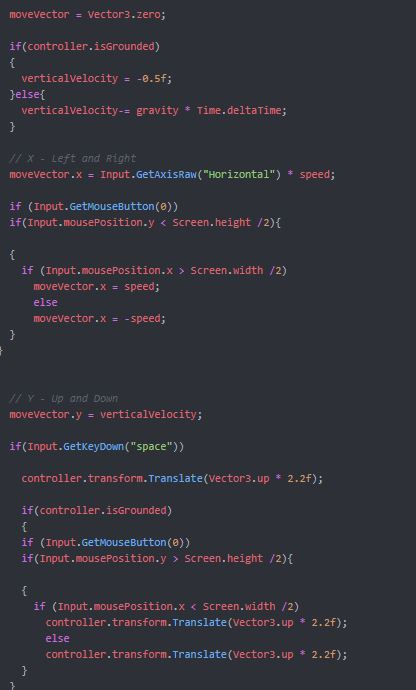 moveVector = Vector3.zero;
if(controller.isGrounded)
{
verticalVelocity = -0.5f;
}else{
verticalVelocity-= gravity * Time.deltaTime;
}
// X - Left and Right
moveVector.x = Input.GetAxisRaw("Horizontal") * speed;
if (Input.GetMouseButton(0))
if(Input.mousePosition.y < Screen.height /2){
{
if (Input.mousePosition.x > Screen.width /2)
moveVector.x = speed;
else
moveVector.x = -speed;
}
}
// Y - Up and Down
moveVector.y = verticalVelocity;
if(Input.GetKeyDown("space"))
controller.transform.Translate(Vector3.up * 2.2f);
if(controller.isGrounded)
{
if (Input.GetMouseButton(0))
if(Input.mousePosition.y > Screen.height /2){
{
if (Input.mousePosition.x < Screen.width /2)
controller.transform.Translate(Vector3.up * 2.2f);
else
controller.transform.Translate(Vector3.up * 2.2f);
}
}